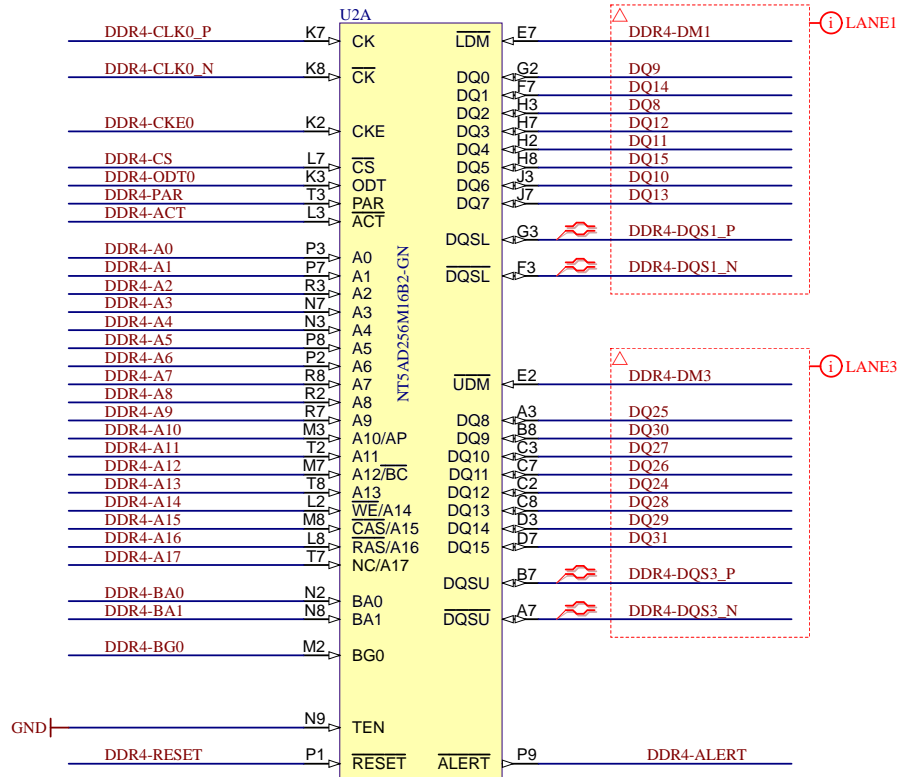 U2A
DDR4-CLK0_P K7 CK LDM E7 DDR4-DM1 LANE1
DDR4-CLK0_N K8 CK DQ0 G2 DQ9
DQ1 F7 DQ14
DQ2 H3 DQ8
DDR4-CKE0 K2 CKE DQ3 H7 DQ12
DQ4 H2 DQ11
DDR4-CS L7 CS DQ5 H8 DQ15
DDR4-ODT0 K3 ODT DQ6 J3 DQ10
DDR4-PAR T3 PAR DQ7 J7 DQ13
DDR4-ACT L3 ACT
DQSL G3 DDR4-DQS1_P
DDR4-A0 P3 A0
DDR4-A1 P7 A1 DQSL F3 DDR4-DQS1_N
DDR4-A2 R3 A2
DDR4-A3 N7 A3
DDR4-A4 N3 A4
DDR4-A5 P8 A5
DDR4-A6 P2 A6
DDR4-A7 R8 A7 UDM E2 DDR4-DM3 LANE3
DDR4-A8 R2 A8
DDR4-A9 R7 A9 DQ8 A3 DQ25
DDR4-A10 M3 A10/AP DQ9 B8 DQ30
DDR4-A11 T2 A11 DQ10 C3 DQ27
DDR4-A12 M7 A12/BC DQ11 C7 DQ26
DDR4-A13 T8 A13 DQ12 C2 DQ24
DDR4-A14 L2 WE/A14 DQ13 C8 DQ28
DDR4-A15 M8 CAS/A15 DQ14 D3 DQ29
DDR4-A16 L8 RAS/A16 DQ15 D7 DQ31
DDR4-A17 T7 NC/A17
DQSU B7 DDR4-DQS3_P
DDR4-BA0 N2 BA0
DDR4-BA1 N8 BA1 DQSU A7 DDR4-DQS3_N
DDR4-BG0 M2 BG0
GND N9 TEN
DDR4-RESET P1 RESET ALERT P9 DDR4-ALERT
NT5AD256M16B2-GN